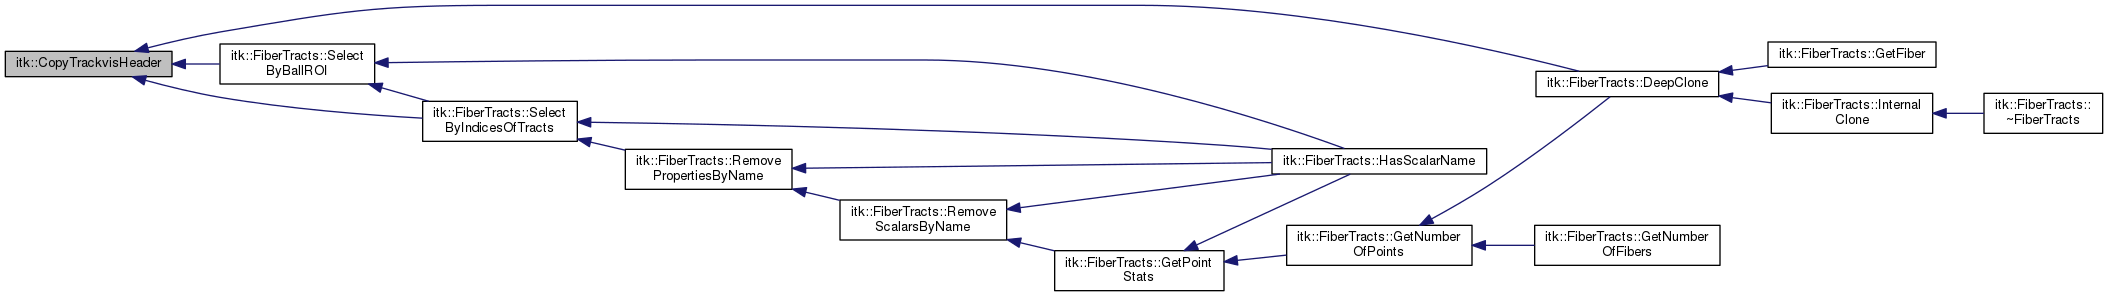 itk::CopyTrackvisHeader
itk::FiberTracts::Select
ByBallROI
itk::FiberTracts::Select
ByIndicesOfTracts
itk::FiberTracts::Remove
PropertiesByName
itk::FiberTracts::Remove
ScalarsByName
itk::FiberTracts::GetPoint
Stats
itk::FiberTracts::HasScalarName
itk::FiberTracts::GetNumber
OfPoints
itk::FiberTracts::DeepClone
itk::FiberTracts::GetNumber
OfFibers
itk::FiberTracts::GetFiber
itk::FiberTracts::Internal
Clone
itk::FiberTracts::
~FiberTracts